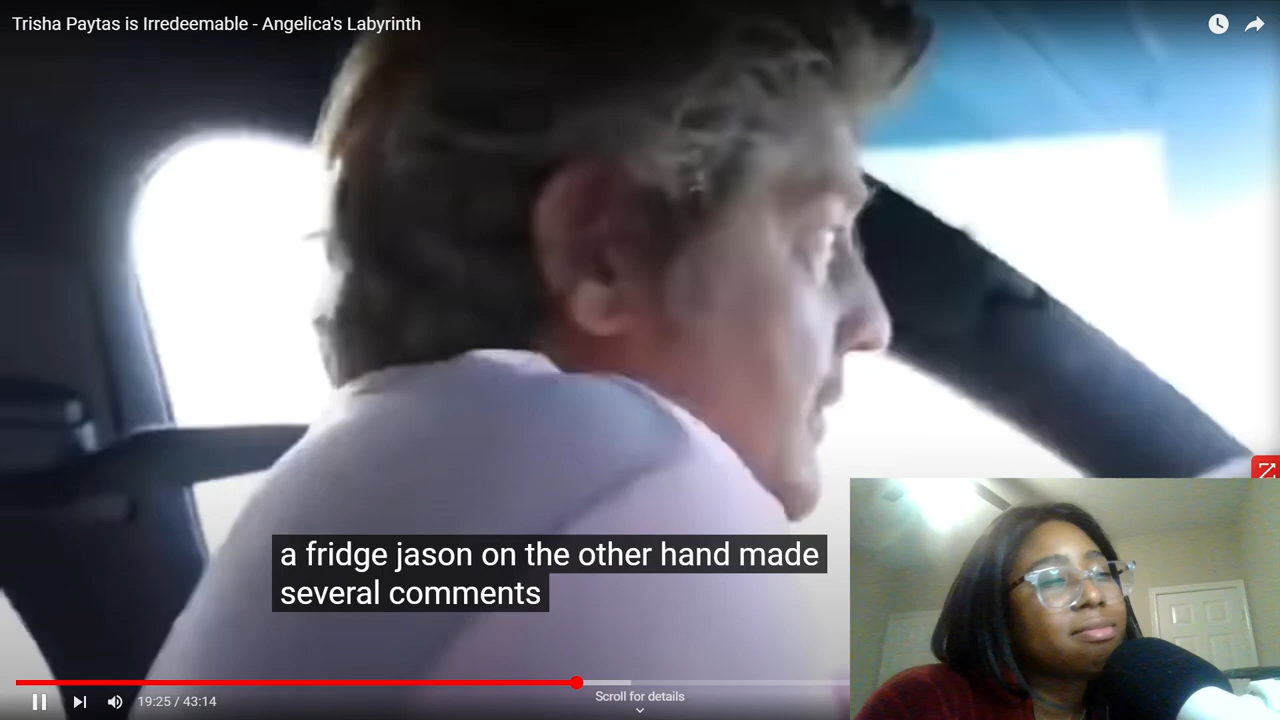 Trisha Paytas is Irredeemable - Angelica's Labyrinth
a fridge jason on the other hand made
several comments
19:25 / 43:14
Scroll for details